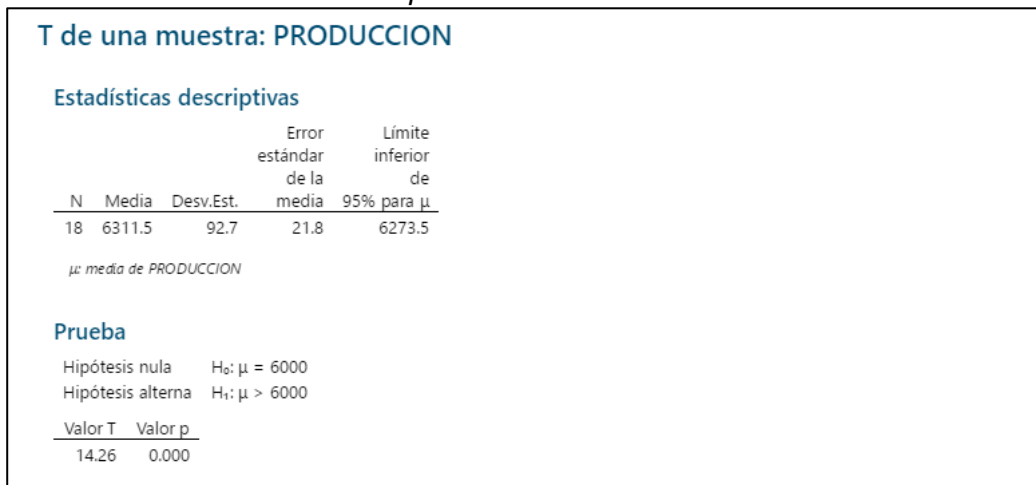 T de una muestra: PRODUCCION
Estadísticas descriptivas
Error Límite
estándar inferior
de la de
N Media Desv.Est. media 95% para μ
18 6311.5 92.7 21.8 6273.5
μ: media de PRODUCCION
Prueba
Hipótesis nula H₀: μ = 6000
Hipótesis alterna H₁: μ > 6000
Valor T Valor p
14.26 0.000